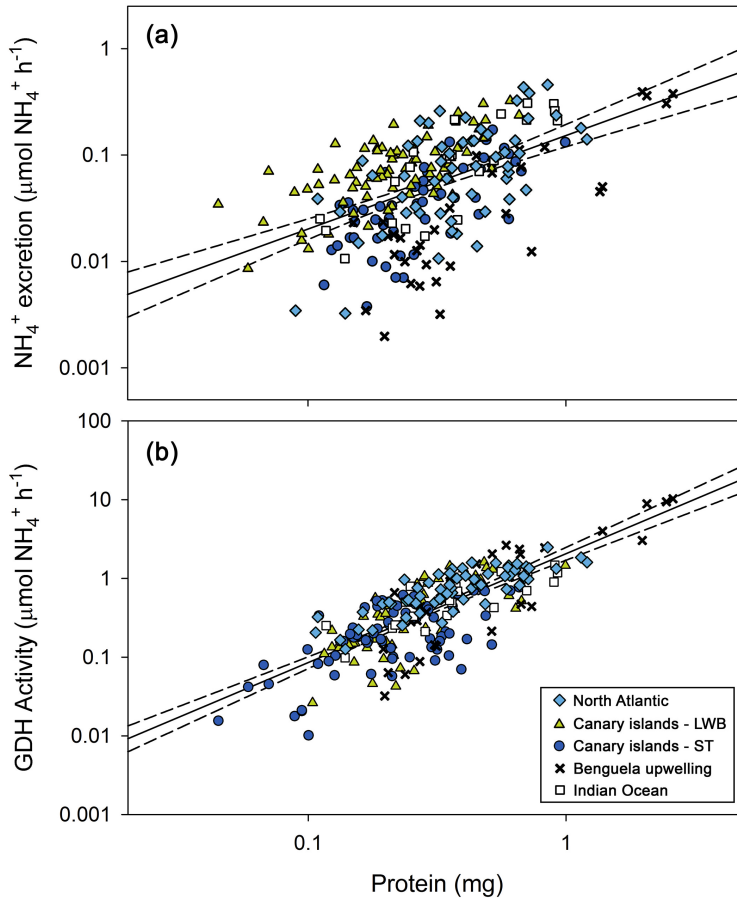 (a)
1
0.1
0.01
0.001
NH₄⁺ excretion (µmol NH₄⁺ h⁻¹)
(b)
100
10
1
0.1
0.01
0.001
GDH Activity (µmol NH₄⁺ h⁻¹)
North Atlantic
Canary islands - LWB
Canary islands - ST
Benguela upwelling
Indian Ocean
0.1 1
Protein (mg)